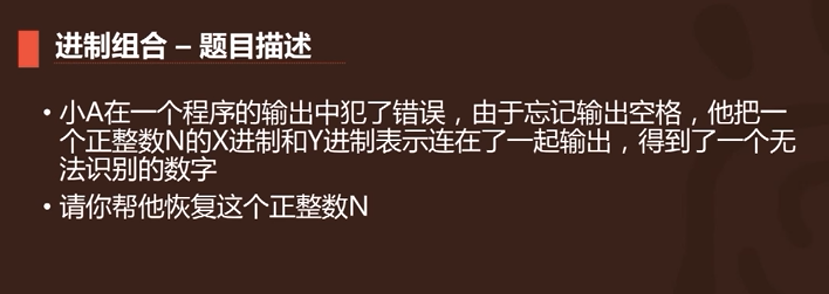 进制组合 – 题目描述
• 小A在一个程序的输出中犯了错误，由于忘记输出空格，他把一
个正整数N的X进制和Y进制表示连在了一起输出，得到了一个无
法识别的数字
• 请你帮他恢复这个正整数N